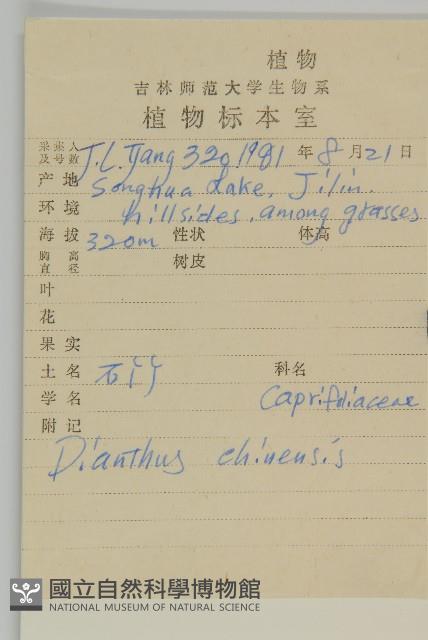 植物
吉林师范大学生物系
植物标本室
采集人及号数 J.L. Yang 320 1981 年 8 月 21 日
产地 Songhua Lake, Jilin.
环境 hillsides, among grasses
海拔 320m 性状 体高
胸高直径 树皮
叶
花
果实
土名 石竹 科名
学名 Caprifoliaceae
附记
Dianthus chinensis
國立自然科學博物館
NATIONAL MUSEUM OF NATURAL SCIENCE